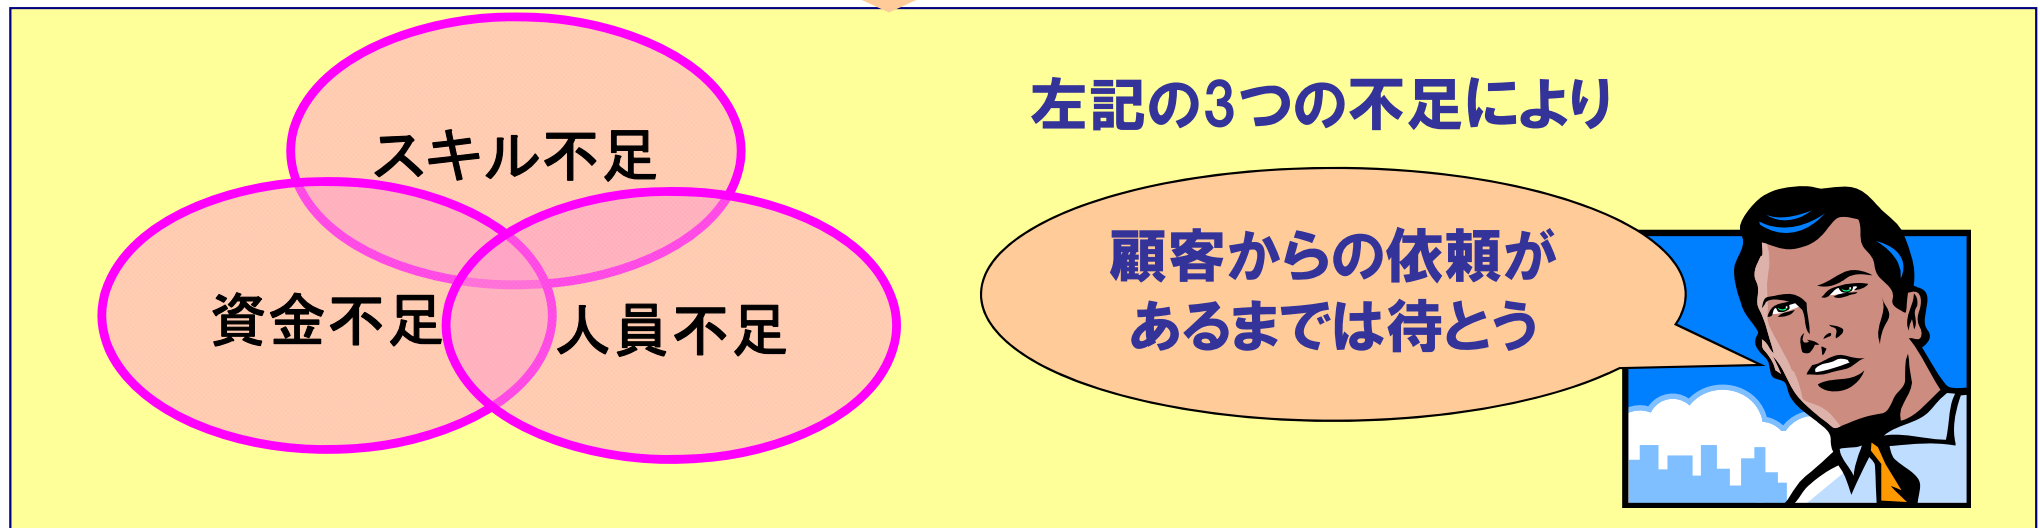 スキル不足
資金不足
人員不足
左記の3つの不足により
顧客からの依頼が
あるまでは待とう